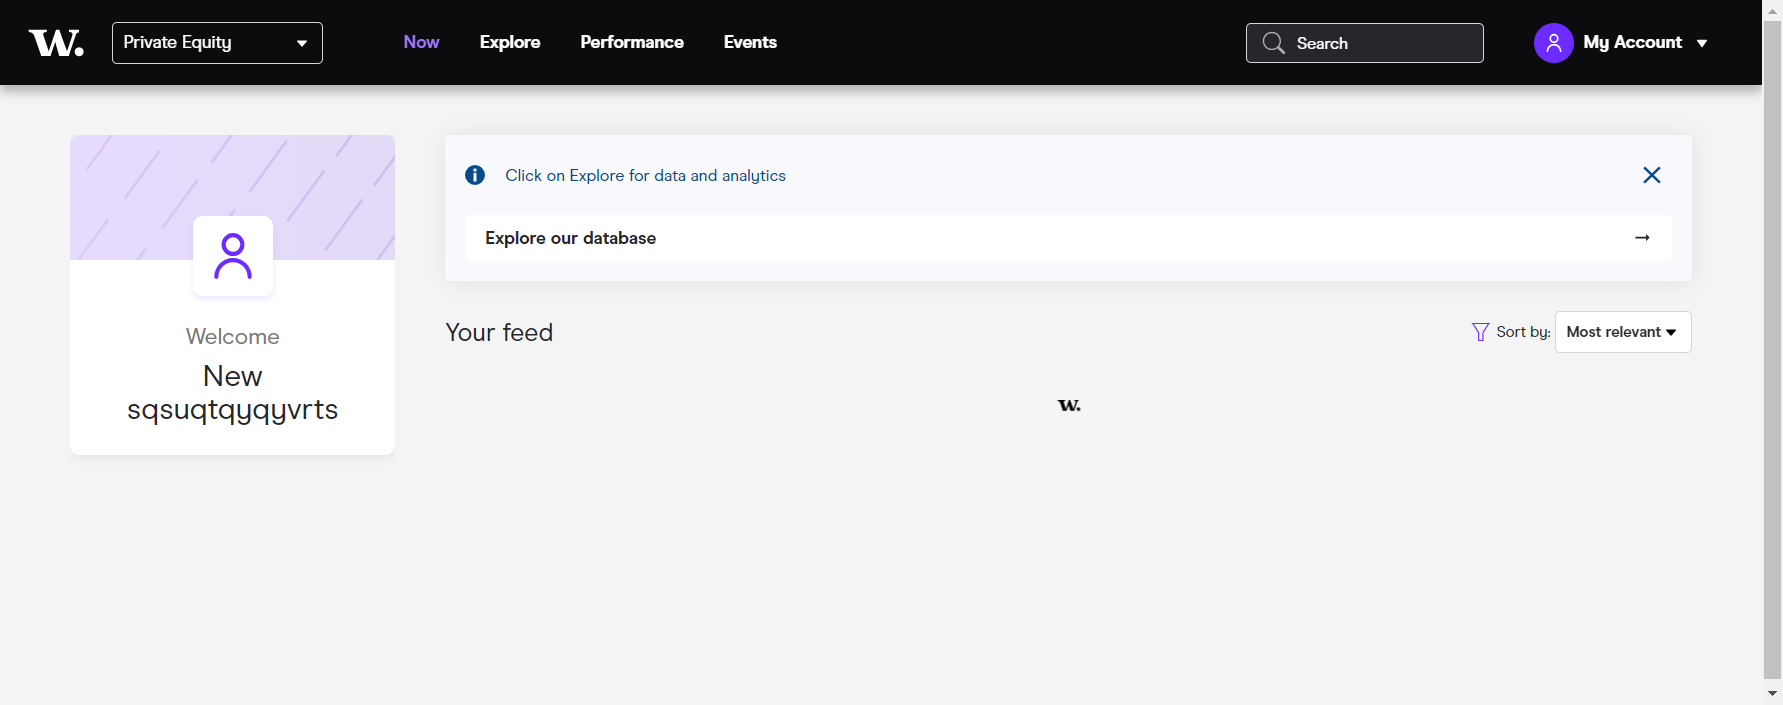 W.
Private Equity
Now
Explore
Performance
Events
Search
My Account
Click on Explore for data and analytics
Explore our database
Welcome
New
sqsuqtqyqyvrts
Your feed
Sort by:
Most relevant
w.